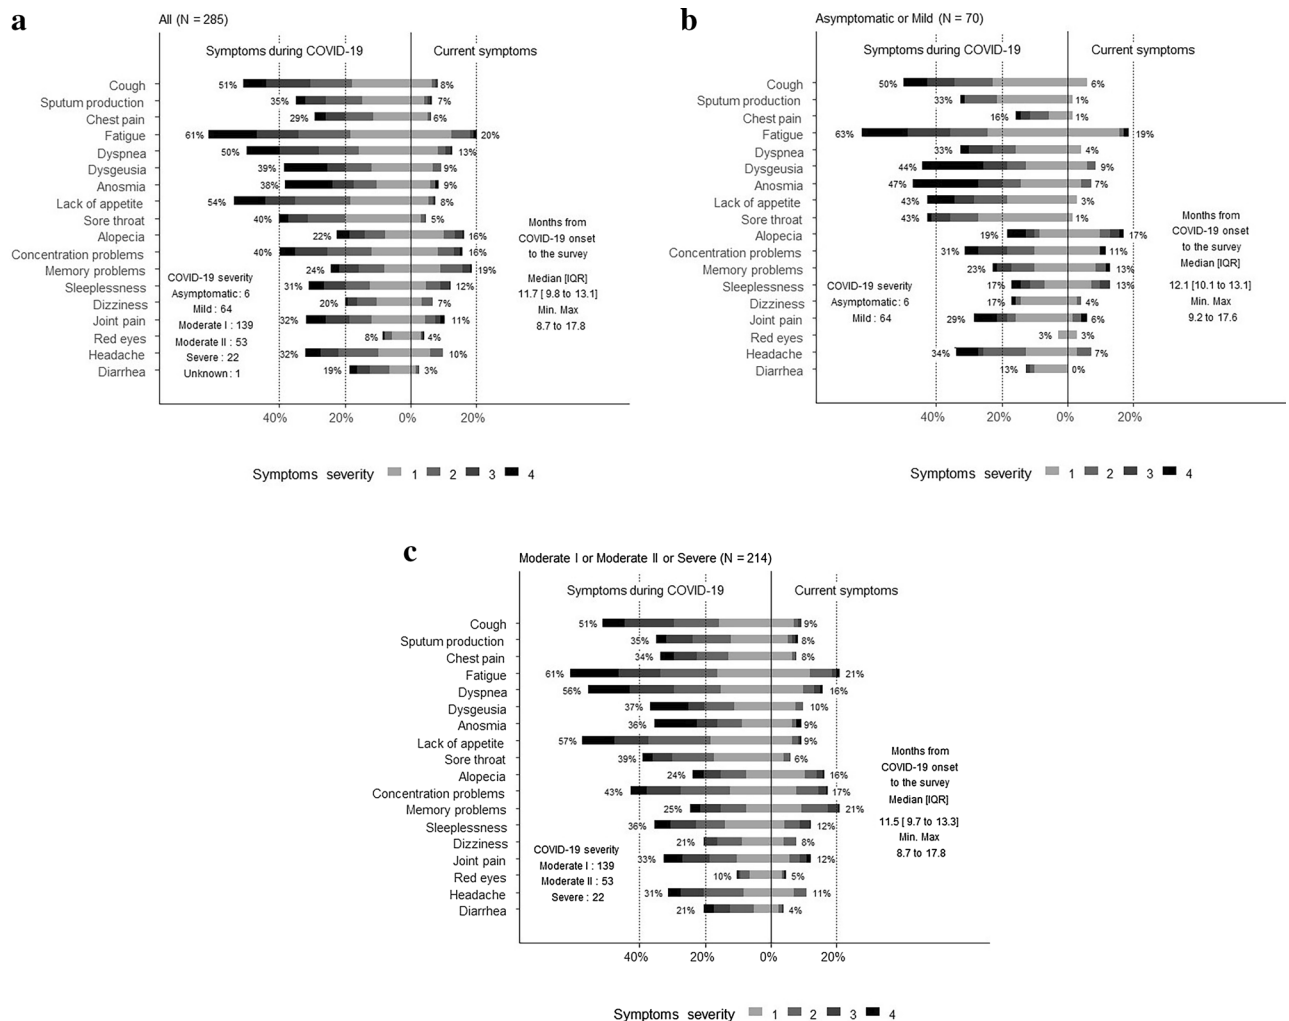 a
All (N = 285)
Symptoms during COVID-19 Current symptoms
Cough 51% 8%
Sputum production 35% 7%
Chest pain 29% 6%
Fatigue 61% 20%
Dyspnea 50% 13%
Dysgeusia 39% 9%
Anosmia 38% 9%
Lack of appetite 54% 8%
Sore throat 40% 5%
Alopecia 22% 16%
Concentration problems 40% 16%
Memory problems 24% 19%
Sleeplessness 31% 12%
Dizziness 20% 7%
Joint pain 32% 11%
Red eyes 8% 4%
Headache 32% 10%
Diarrhea 19% 3%
COVID-19 severity
Asymptomatic: 6
Mild : 64
Moderate I : 139
Moderate II : 53
Severe : 22
Unknown : 1
Months from
COVID-19 onset
to the survey
Median [IQR]
11.7 [ 9.8 to 13.1]
Min. Max
8.7 to 17.8
40% 20% 0% 20%
Symptoms severity 1 2 3 4
b
Asymptomatic or Mild (N = 70)
Symptoms during COVID-19 Current symptoms
Cough 50% 6%
Sputum production 33% 1%
Chest pain 16% 1%
Fatigue 63% 19%
Dyspnea 33% 4%
Dysgeusia 44% 9%
Anosmia 47% 7%
Lack of appetite 43% 3%
Sore throat 43% 1%
Alopecia 19% 17%
Concentration problems 31% 11%
Memory problems 23% 13%
Sleeplessness 17% 13%
Dizziness 17% 4%
Joint pain 29% 6%
Red eyes 3% 3%
Headache 34% 7%
Diarrhea 13% 0%
COVID-19 severity
Asymptomatic: 6
Mild : 64
Months from
COVID-19 onset
to the survey
Median [IQR]
12.1 [10.1 to 13.1]
Min. Max
9.2 to 17.6
40% 20% 0% 20%
Symptoms severity 1 2 3 4
c
Moderate I or Moderate II or Severe (N = 214)
Symptoms during COVID-19 Current symptoms
Cough 51% 9%
Sputum production 35% 8%
Chest pain 34% 8%
Fatigue 61% 21%
Dyspnea 56% 16%
Dysgeusia 37% 10%
Anosmia 36% 9%
Lack of appetite 57% 9%
Sore throat 39% 6%
Alopecia 24% 16%
Concentration problems 43% 17%
Memory problems 25% 21%
Sleeplessness 36% 12%
Dizziness 21% 8%
Joint pain 33% 12%
Red eyes 10% 5%
Headache 31% 11%
Diarrhea 21% 4%
COVID-19 severity
Moderate I : 139
Moderate II : 53
Severe : 22
Months from
COVID-19 onset
to the survey
Median [IQR]
11.5 [ 9.7 to 13.3]
Min. Max
8.7 to 17.8
40% 20% 0% 20%
Symptoms severity 1 2 3 4